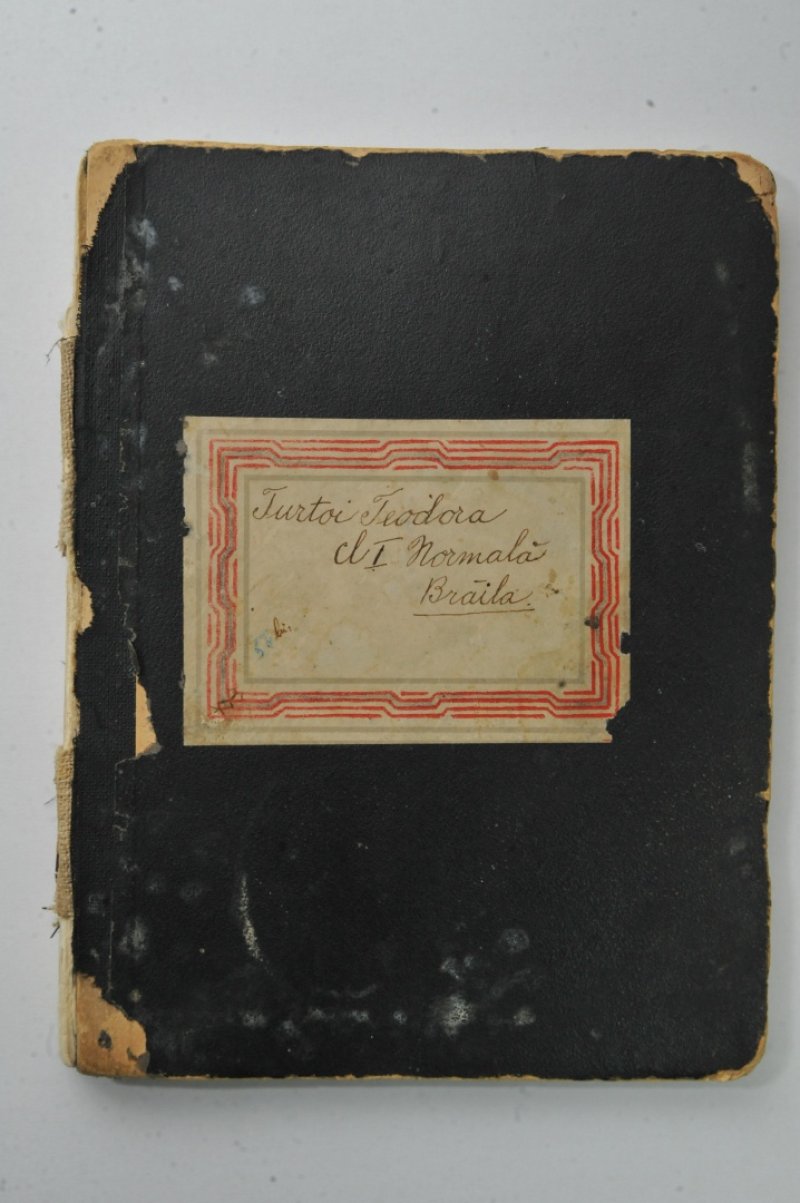 Turtoi Teodora
cl I Normală
Brăila.